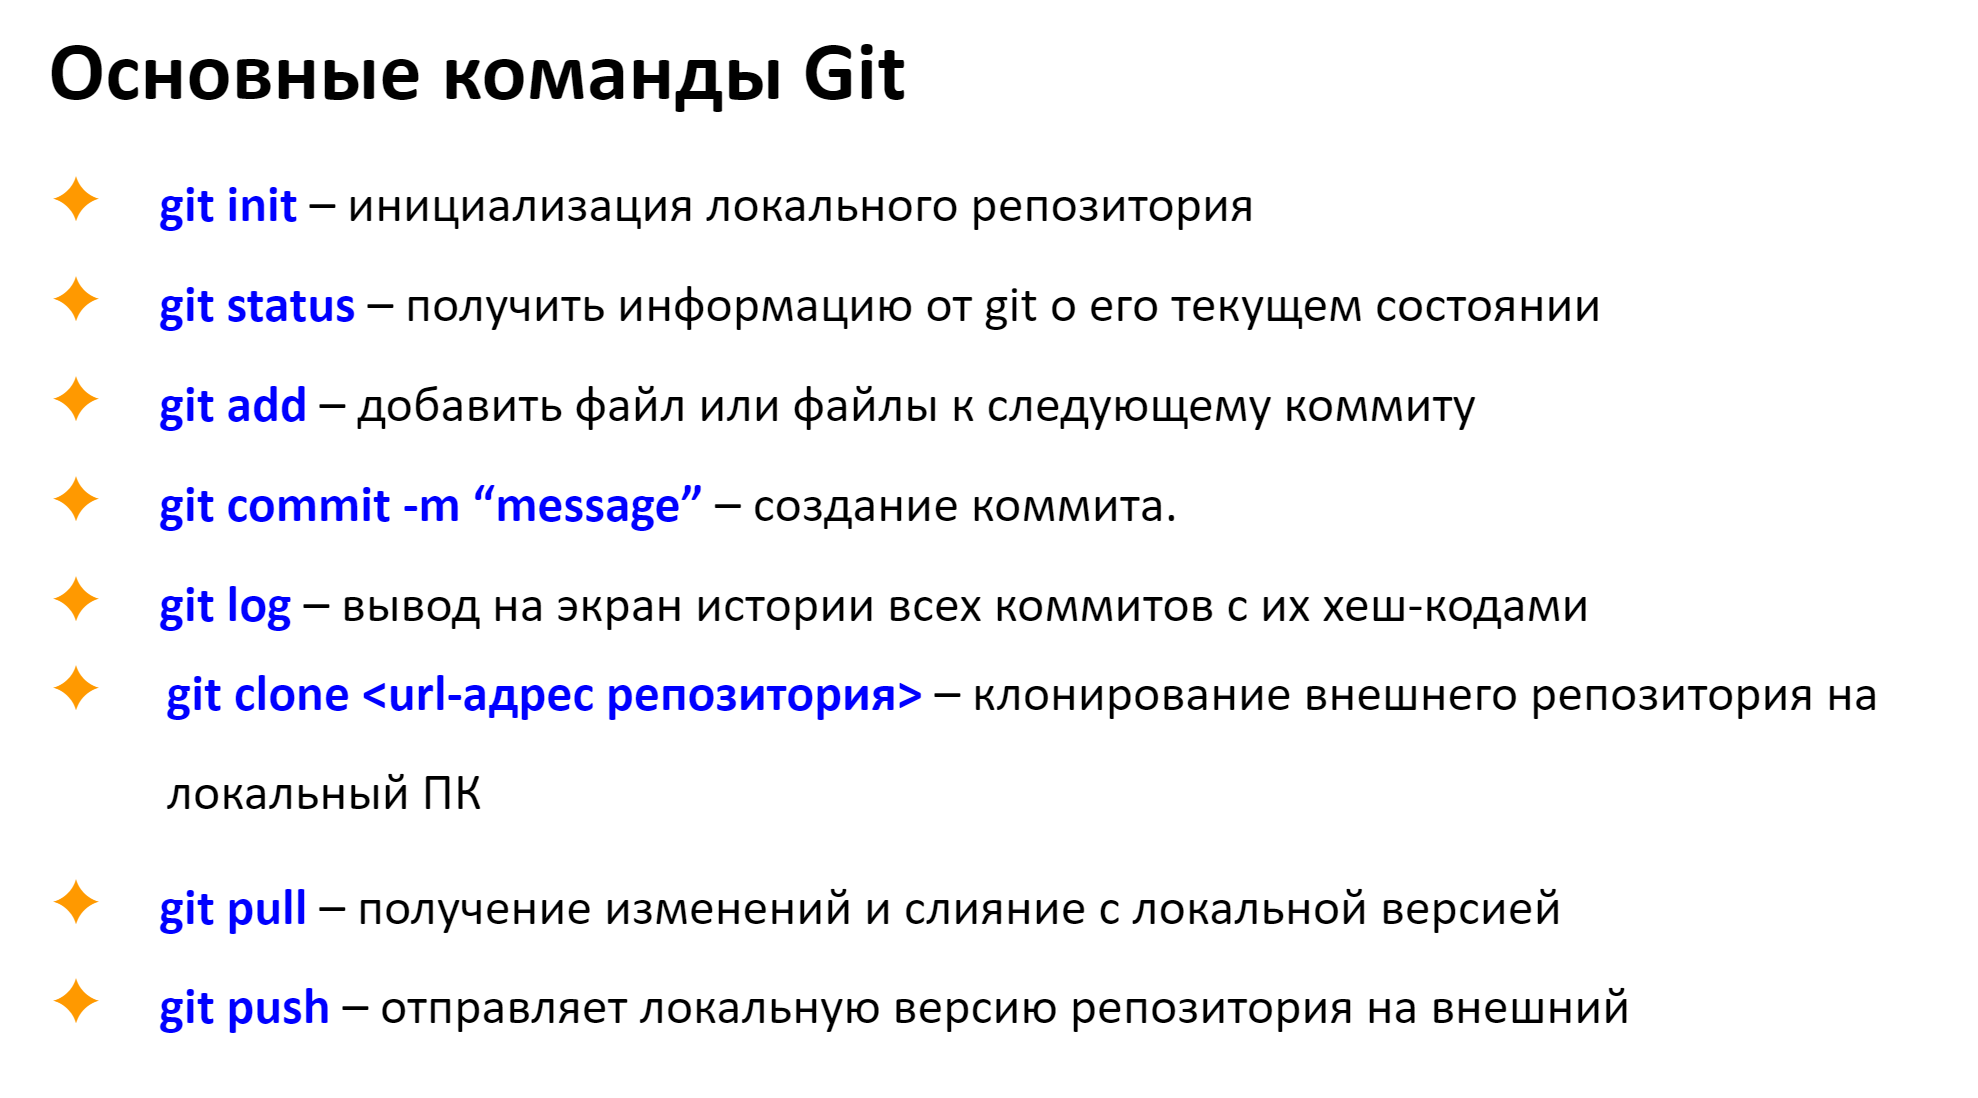 Основные команды Git
git init – инициализация локального репозитория
git status – получить информацию от git о его текущем состоянии
git add – добавить файл или файлы к следующему коммиту
git commit -m “message” – создание коммита.
git log – вывод на экран истории всех коммитов с их хеш-кодами
git clone <url-адрес репозитория> – клонирование внешнего репозитория на
локальный ПК
git pull – получение изменений и слияние с локальной версией
git push – отправляет локальную версию репозитория на внешний